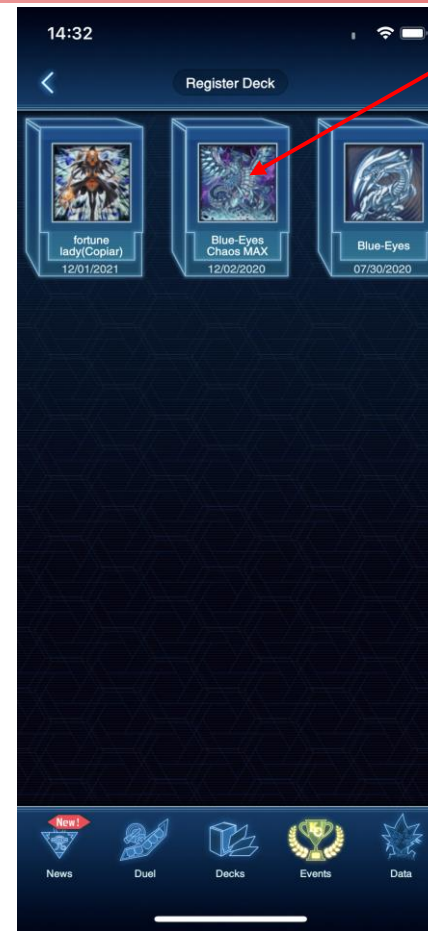 14:32
Register Deck
fortune
lady(Copiar)
12/01/2021
Blue-Eyes
Chaos MAX
12/02/2020
Blue-Eyes
07/30/2020
New!
News
Duel
Decks
Events
Data